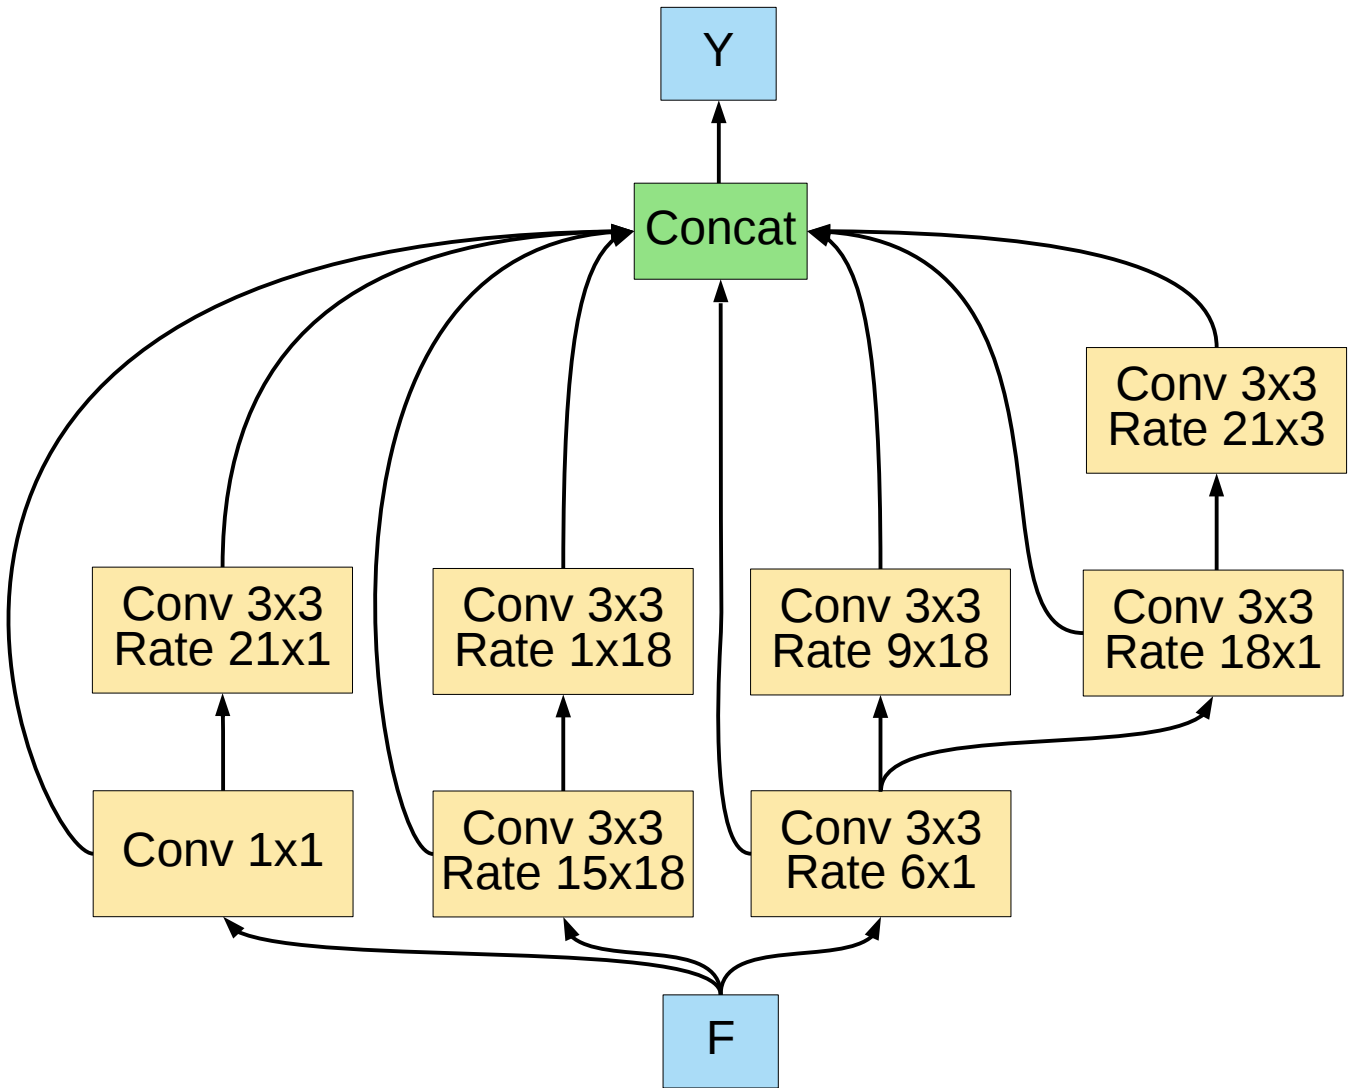 Y
Concat
Conv 3x3
Rate 21x3
Conv 3x3
Rate 21x1
Conv 3x3
Rate 1x18
Conv 3x3
Rate 9x18
Conv 3x3
Rate 18x1
Conv 1x1
Conv 3x3
Rate 15x18
Conv 3x3
Rate 6x1
F